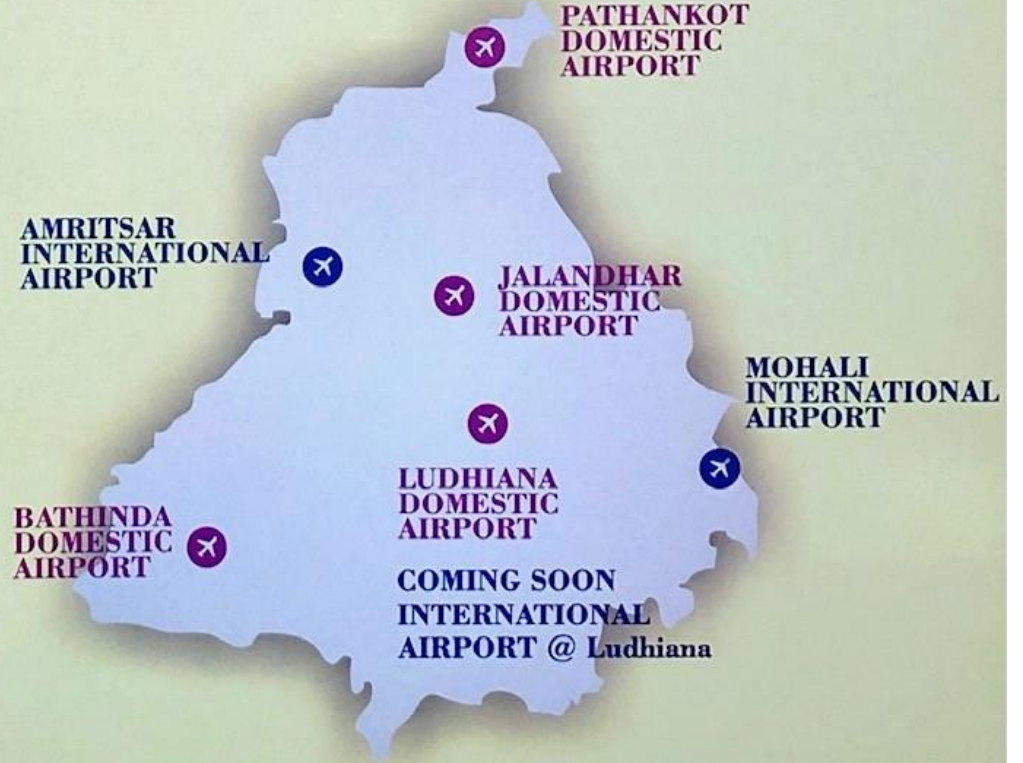 PATHANKOT
DOMESTIC
AIRPORT
AMRITSAR
INTERNATIONAL
AIRPORT
JALANDHAR
DOMESTIC
AIRPORT
MOHALI
INTERNATIONAL
AIRPORT
LUDHIANA
DOMESTIC
AIRPORT
BATHINDA
DOMESTIC
AIRPORT
COMING SOON
INTERNATIONAL
AIRPORT @ Ludhiana